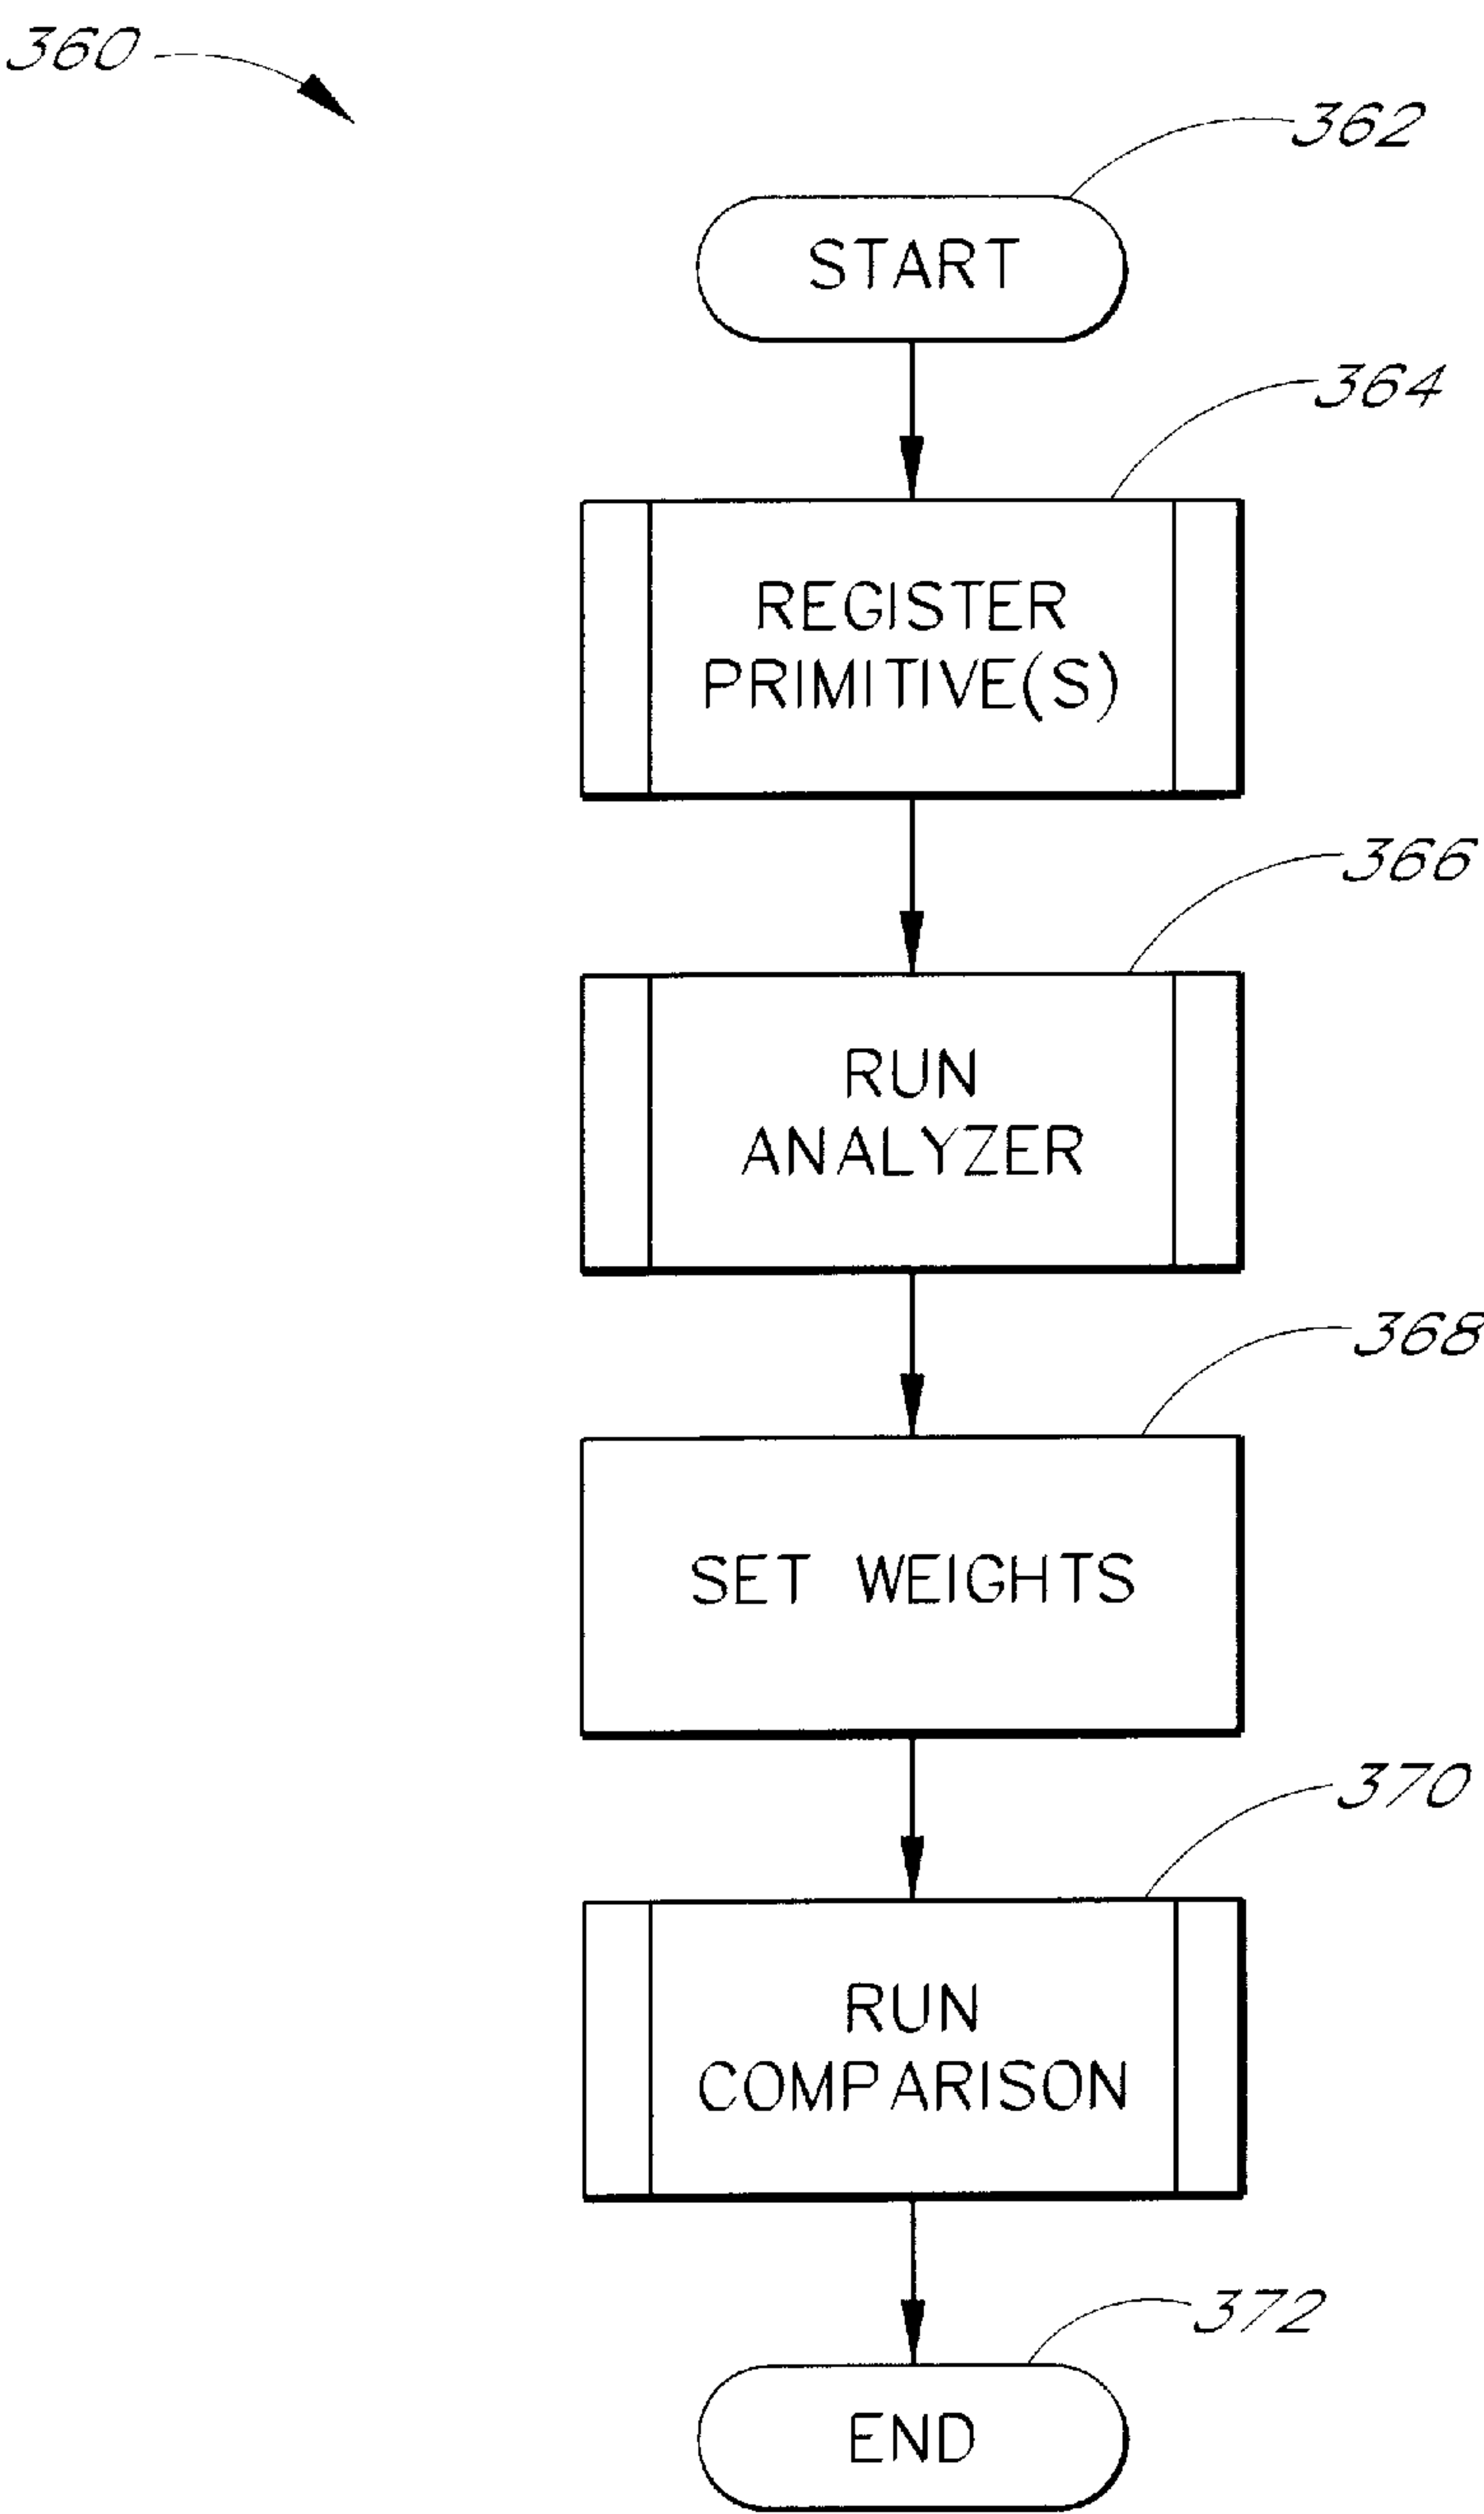 360
362
START
364
REGISTER
PRIMITIVE(S)
366
RUN
ANALYZER
368
SET WEIGHTS
370
RUN
COMPARISON
372
END